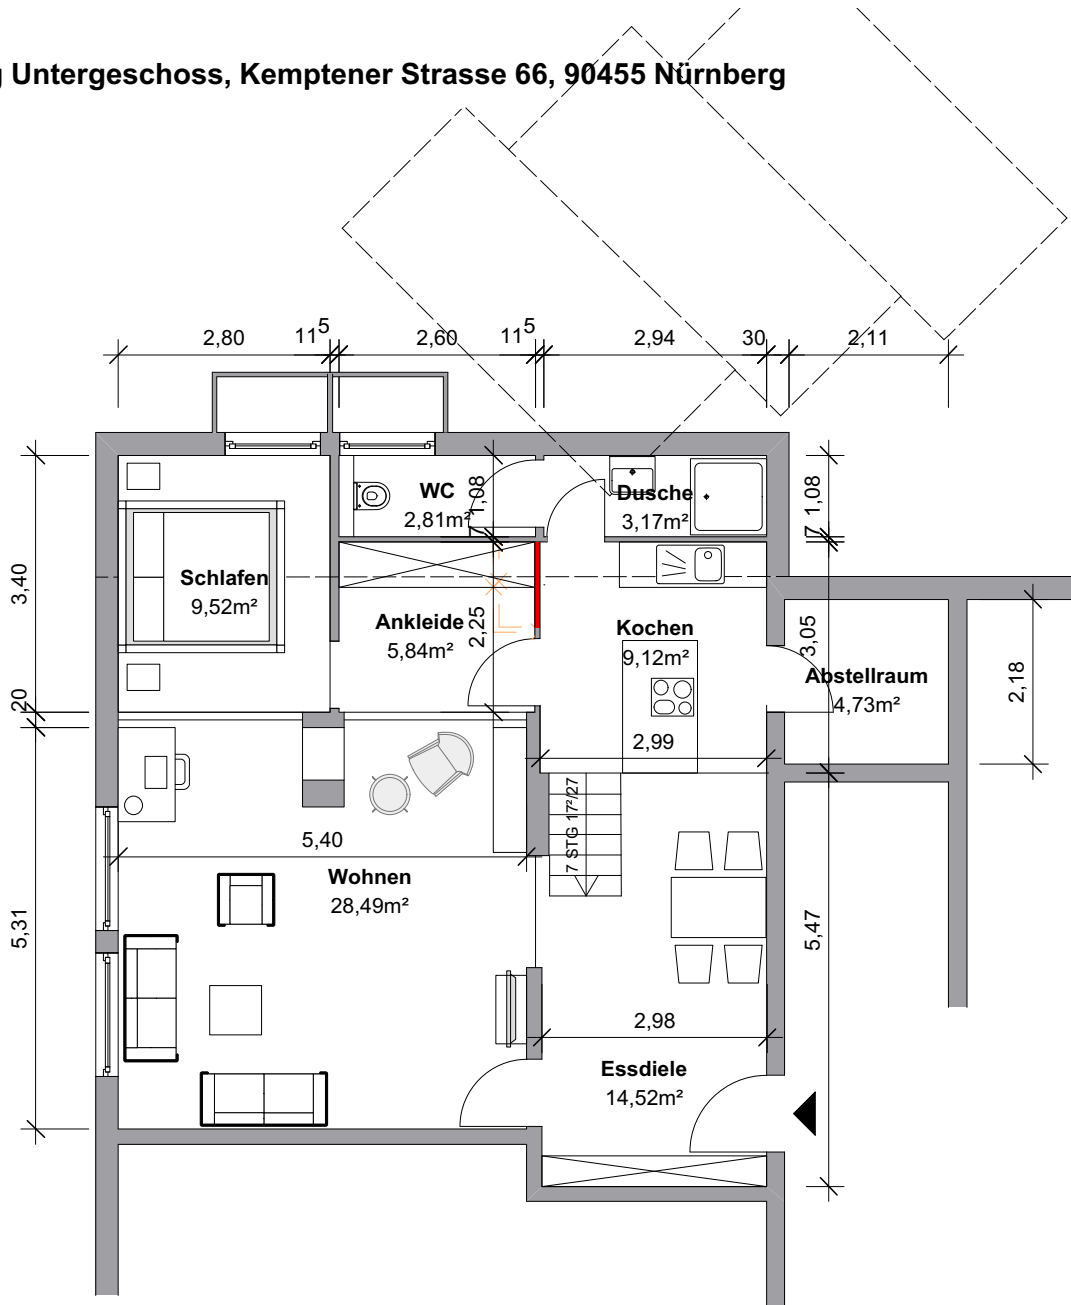 g Untergeschoss, Kemptener Strasse 66, 90455 Nürnberg
2,80
11⁵
2,60
11⁵
2,94
30
2,11
WC
2,81m²
1,08
7
Dusche
3,17m²
1,08
7
3,40
Schlafen
9,52m²
Ankleide
5,84m²
2,25
Kochen
9,12m²
3,05
Abstellraum
4,73m²
2,18
20
2,99
7 STG 17²/27
5,40
Wohnen
28,49m²
5,31
5,47
2,98
Essdiele
14,52m²